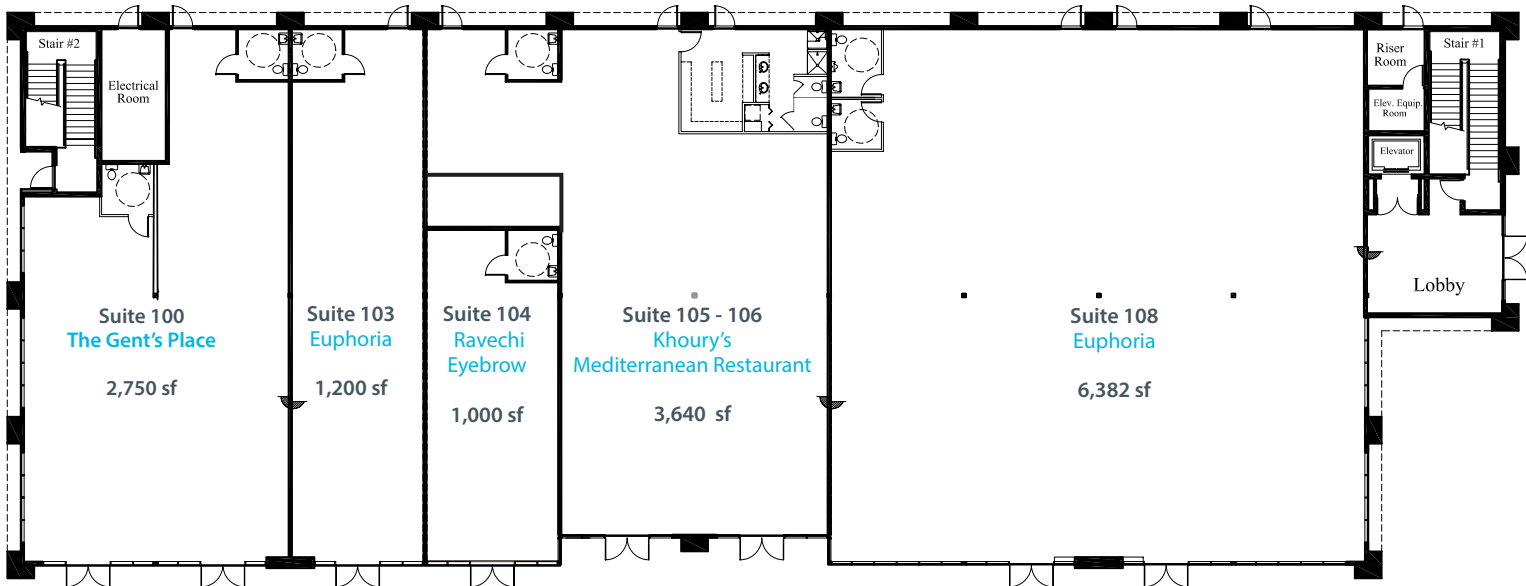 Stair #2
Electrical
Room
Riser
Room
Stair #1
Elev. Equip.
Room
Elevator
Lobby
Suite 100
The Gent's Place
2,750 sf
Suite 103
Euphoria
1,200 sf
Suite 104
Ravechi
Eyebrow
1,000 sf
Suite 105 - 106
Khoury's
Mediterranean Restaurant
3,640 sf
Suite 108
Euphoria
6,382 sf